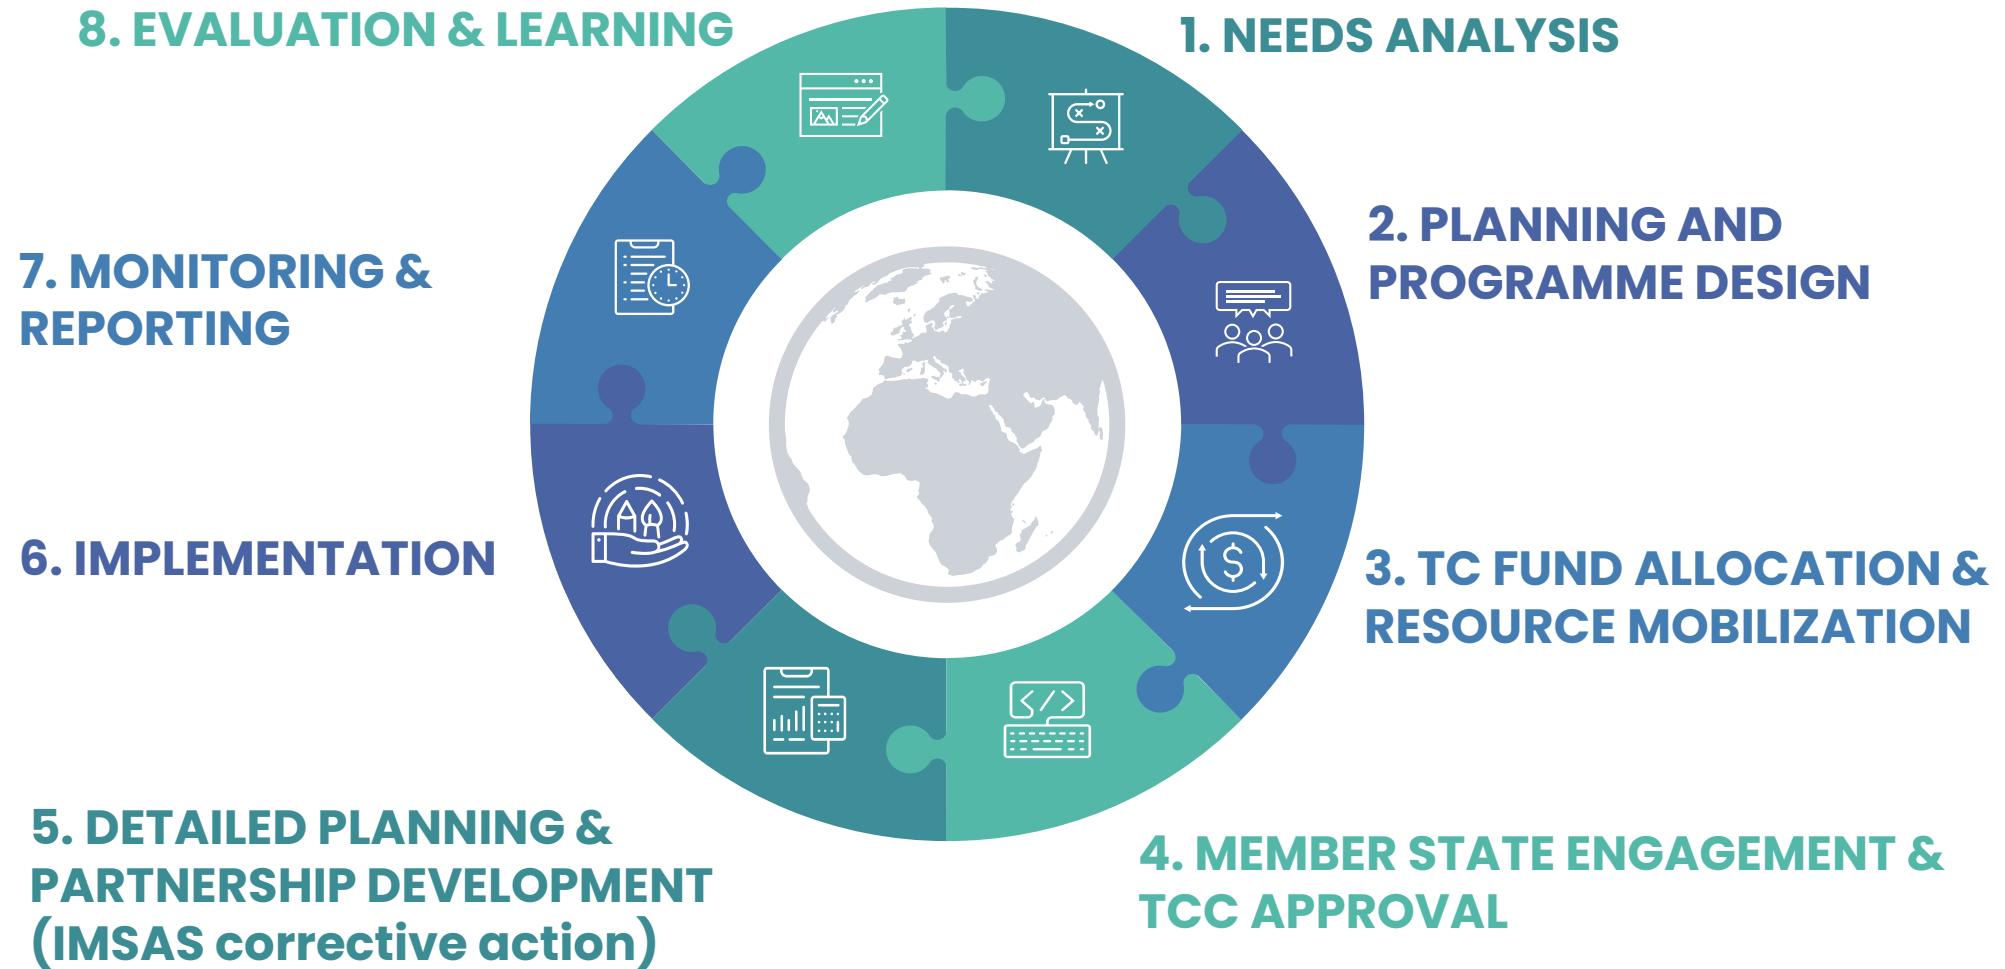 1. NEEDS ANALYSIS
2. PLANNING AND
PROGRAMME DESIGN
3. TC FUND ALLOCATION &
RESOURCE MOBILIZATION
4. MEMBER STATE ENGAGEMENT &
TCC APPROVAL
5. DETAILED PLANNING &
PARTNERSHIP DEVELOPMENT
(IMSAS corrective action)
6. IMPLEMENTATION
7. MONITORING &
REPORTING
8. EVALUATION & LEARNING